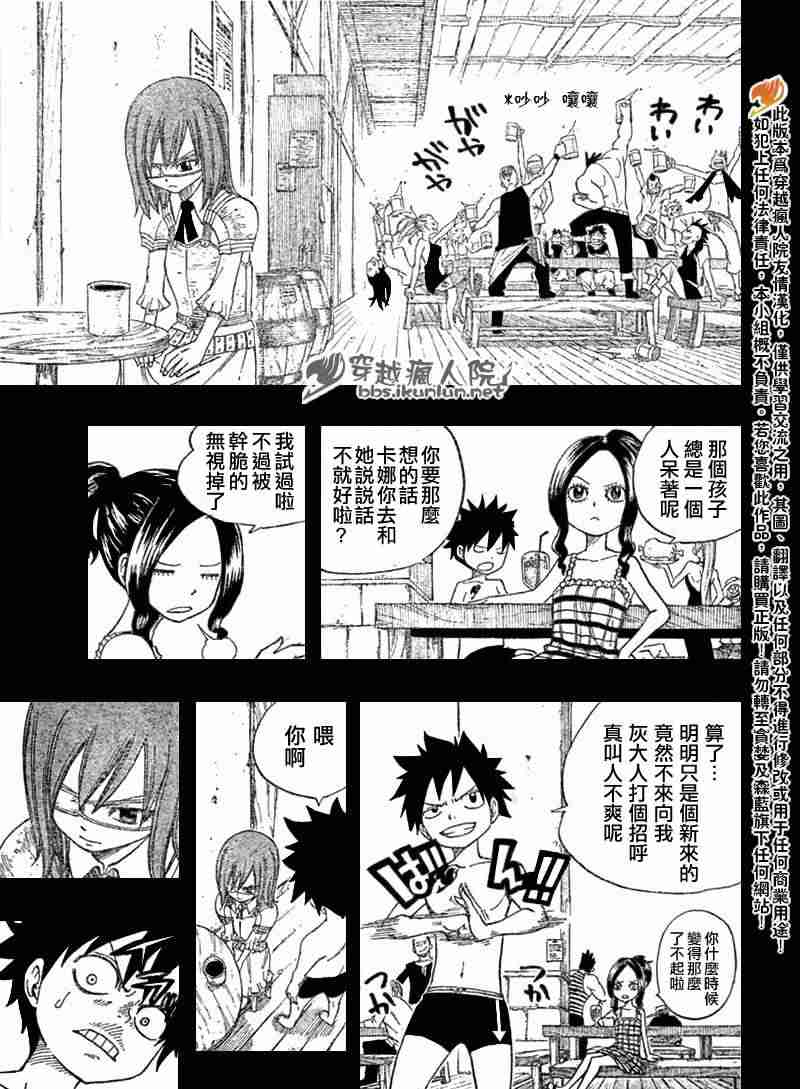 ※吵吵 嚷嚷
わい
わい
穿越瘋人院
bbs.ikunlun.net
那個孩子
總是一個
人呆著呢
你要那麼
想的話
卡娜你去和
她說說話
不就好啦?
我試過啦
不過被
幹脆的
無視掉了
算了…
明明只是個新來的
竟然不來向我
灰大人打個招呼
真叫人不爽呢
ばん!!
你什麼時候
變得那麼
了不起啦
つか
つか
喂
你啊
此版本爲穿越瘋人院友情漢化,僅供學習交流之用,其圖、翻譯以及任何部分不得進行修改或用于任何商業用途!
如犯上任何法律責任,本小組概不負責。若您喜歡此作品,請購買正版!請勿轉至貪婪及森藍旗下任何網站!